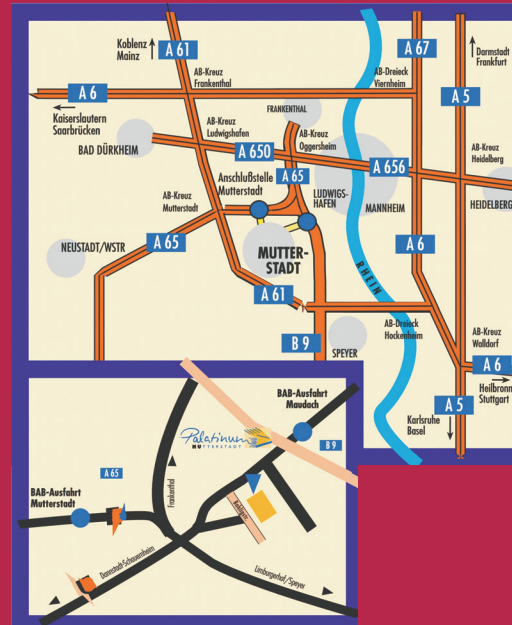 Koblenz
Mainz
A 61
A 67
Darmstadt
Frankfurt
AB-Kreuz
Frankenthal
AB-Dreieck
Viernheim
A 6
A 5
Kaiserslautern
Saarbrücken
FRANKENTHAL
AB-Kreuz
Ludwigshafen
AB-Kreuz
Oggersheim
BAD DÜRKHEIM
A 650
AB-Kreuz
Heidelberg
A 656
Anschlußstelle
Mutterstadt
A 65
AB-Kreuz
Mutterstadt
LUDWIGS-
HAFEN
MANNHEIM
HEIDELBERG
NEUSTADT/WSTR
A 65
A 6
MUTTER-
STADT
RHEIN
A 61
B 9
AB-Dreieck
Hockenheim
AB-Kreuz
Walldorf
SPEYER
A 6
Heilbronn
Stuttgart
A 5
Karlsruhe
Basel
BAB-Ausfahrt
Maudach
Palatinum
MUTTERSTADT
B 9
A 65
BAB-Ausfahrt
Mutterstadt
Frankenthal
Dannstadt-Schauernheim
Limburgerhof/Speyer